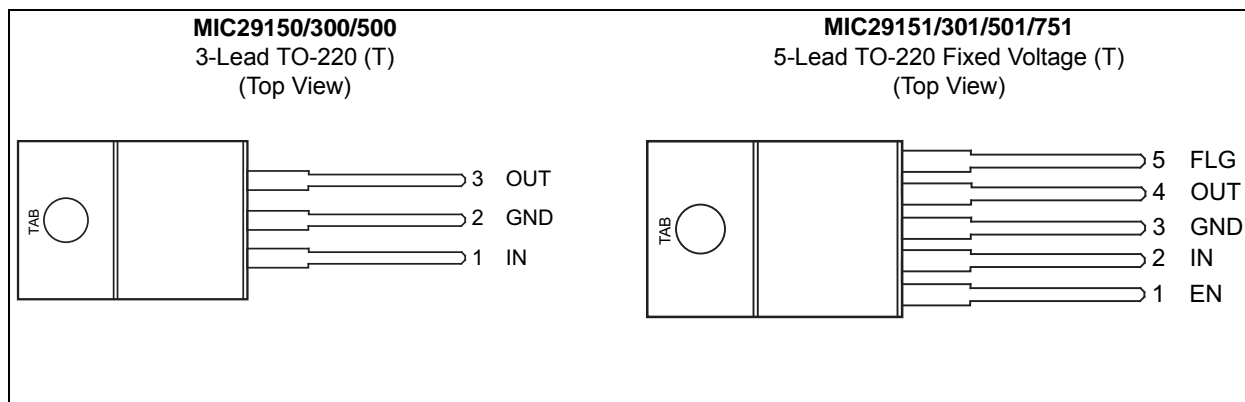 MIC29150/300/500
3-Lead TO-220 (T)
(Top View)
TAB
3 OUT
2 GND
1 IN
MIC29151/301/501/751
5-Lead TO-220 Fixed Voltage (T)
(Top View)
TAB
5 FLG
4 OUT
3 GND
2 IN
1 EN